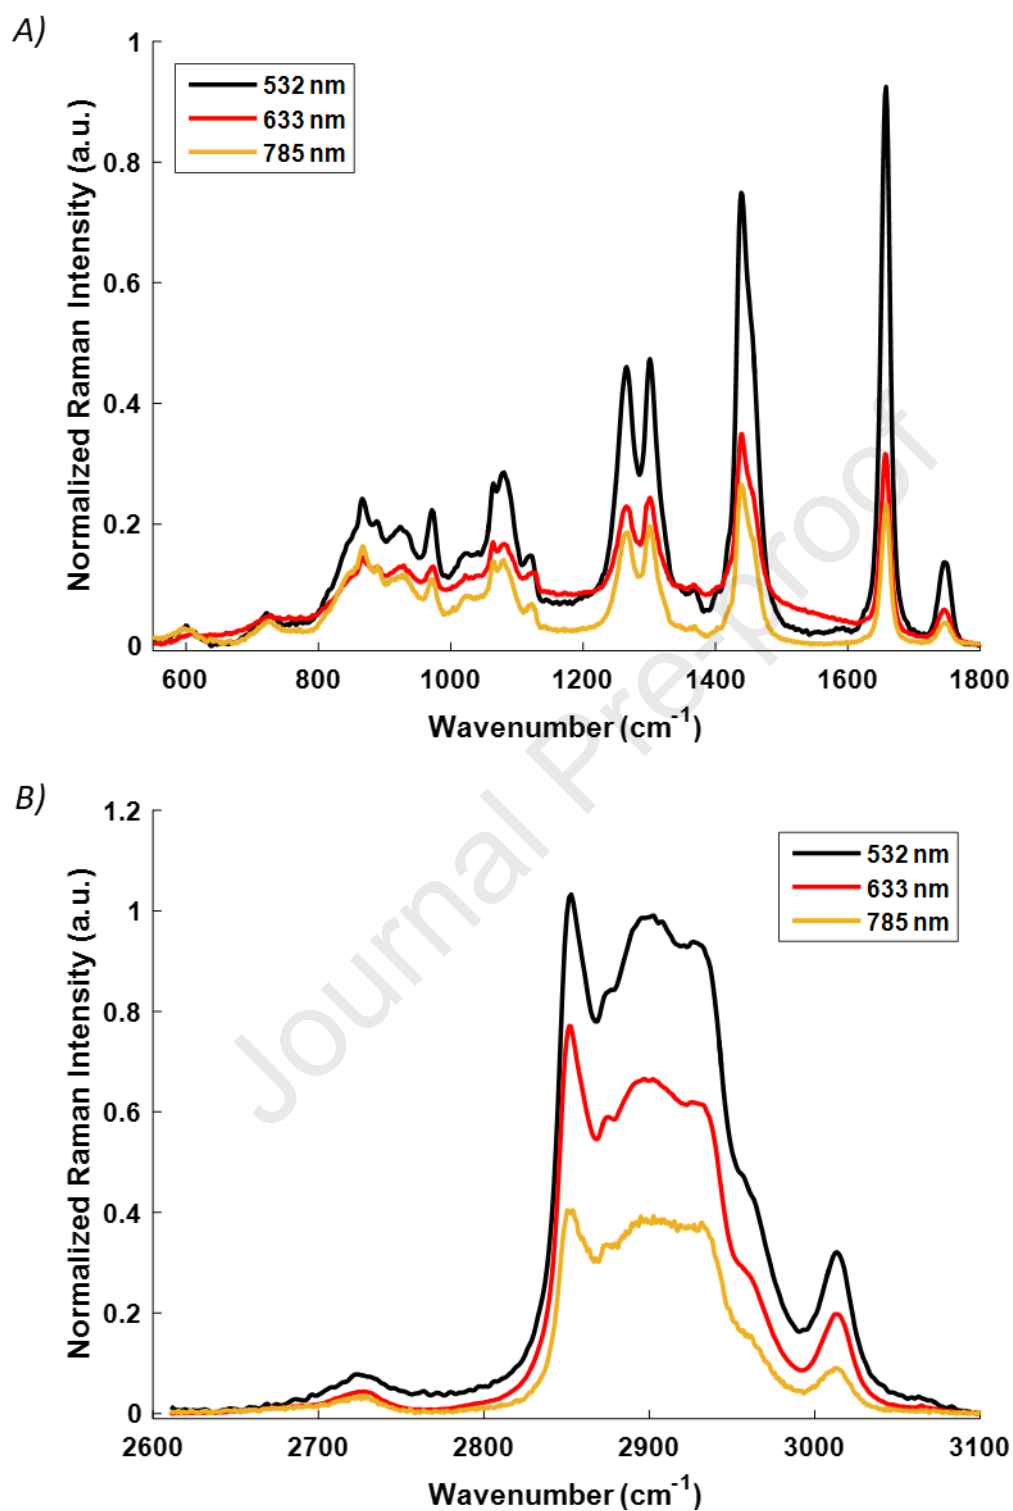 A)
Normalized Raman Intensity (a.u.)
1
0.8
0.6
0.4
0.2
0
532 nm
633 nm
785 nm
600 800 1000 1200 1400 1600 1800
Wavenumber (cm⁻¹)
Journal Pre-proof
B)
Normalized Raman Intensity (a.u.)
1.2
1
0.8
0.6
0.4
0.2
0
532 nm
633 nm
785 nm
2600 2700 2800 2900 3000 3100
Wavenumber (cm⁻¹)